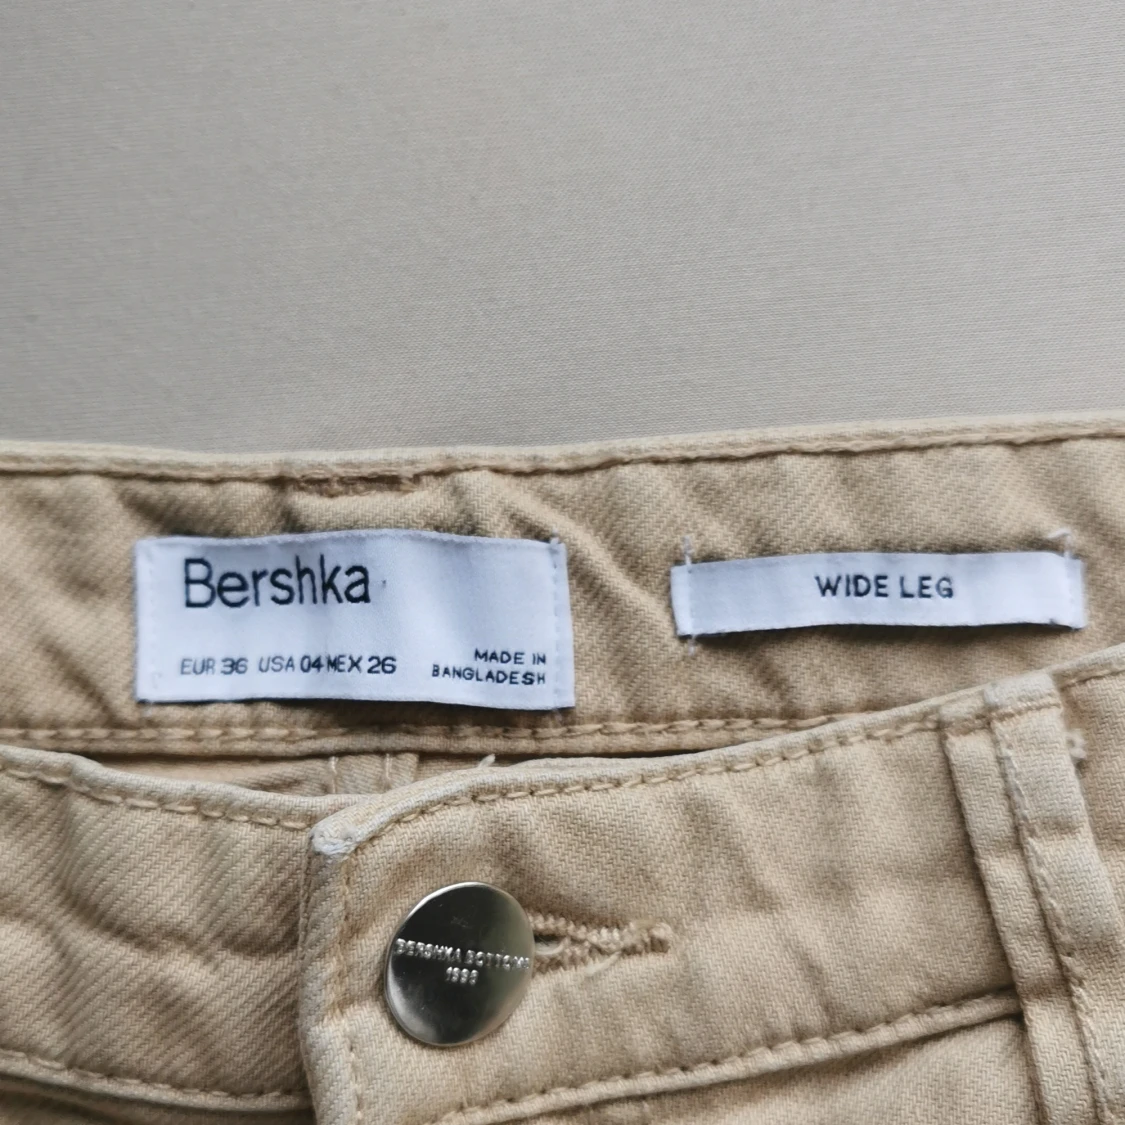 Bershka
EUR 36 USA 04 MEX 26
MADE IN
BANGLADESH
WIDE LEG
BERSHKA BOTTOMS
1998